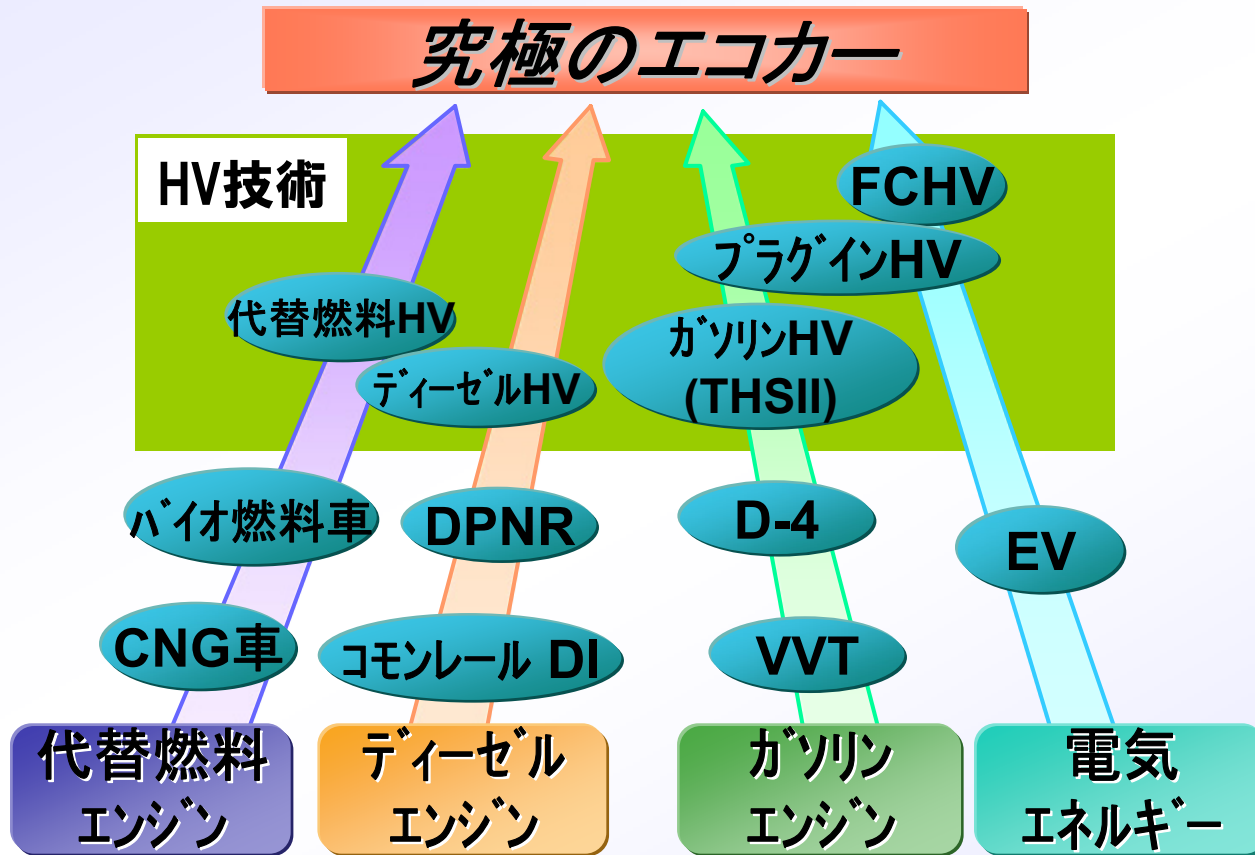 究極のエコカー
HV技術
FCHV
プラグインHV
代替燃料HV
ガソリンHV
(THSII)
ディーゼルHV
バイオ燃料車
DPNR
D-4
EV
CNG車
コモンレール DI
VVT
代替燃料
エンジン
ディーゼル
エンジン
ガソリン
エンジン
電気
エネルギー